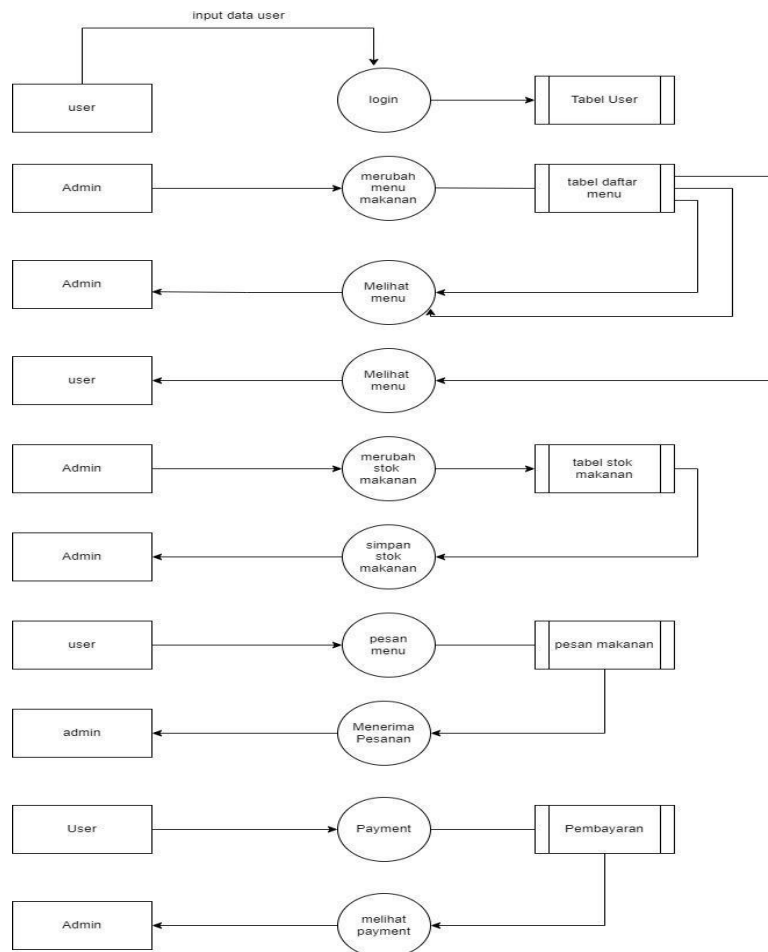 input data user
user
login
Tabel User
Admin
merubah
menu
makanan
tabel daftar
menu
Admin
Melihat
menu
user
Melihat
menu
Admin
merubah
stok
makanan
tabel stok
makanan
Admin
simpan
stok
makanan
user
pesan
menu
pesan makanan
admin
Menerima
Pesanan
User
Payment
Pembayaran
Admin
melihat
payment